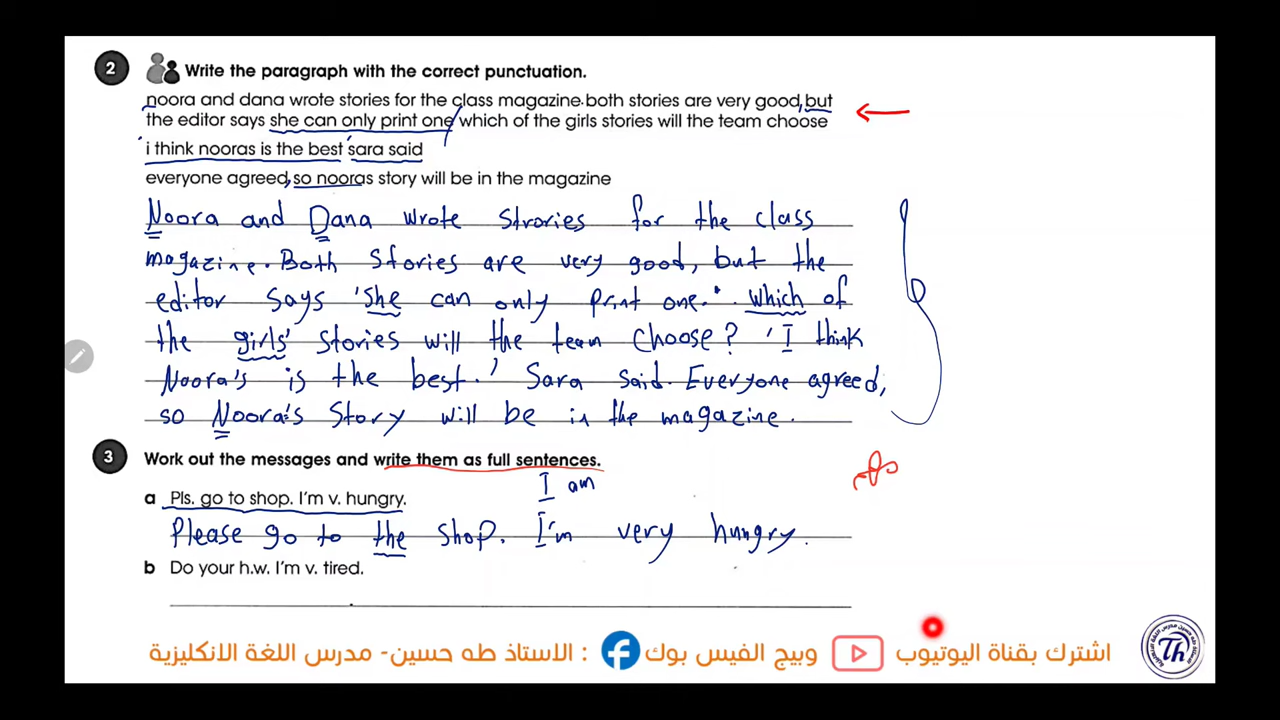 2 Write the paragraph with the correct punctuation.
noora and dana wrote stories for the class magazine. both stories are very good, but
the editor says she can only print one which of the girls stories will the team choose
'i think nooras is the best' sara said
everyone agreed, so nooras story will be in the magazine
Noora and Dana wrote Strories for the class
magazine. Both Stories are very good, but the
editor says 'She can only print one.' which of
the girls' stories will the team choose? 'I think
Noora's is the best.' Sara said. Everyone agreed,
so Noora's Story will be in the magazine.
3 Work out the messages and write them as full sentences.
I am
a Pls. go to shop. I'm v. hungry.
Please go to the shop. I'm very hungry.
b Do your h.w. I'm v. tired.
اشترك بقناة اليوتيوب وبيج الفيس بوك : الاستاذ طه حسين- مدرس اللغة الانكليزية
Th